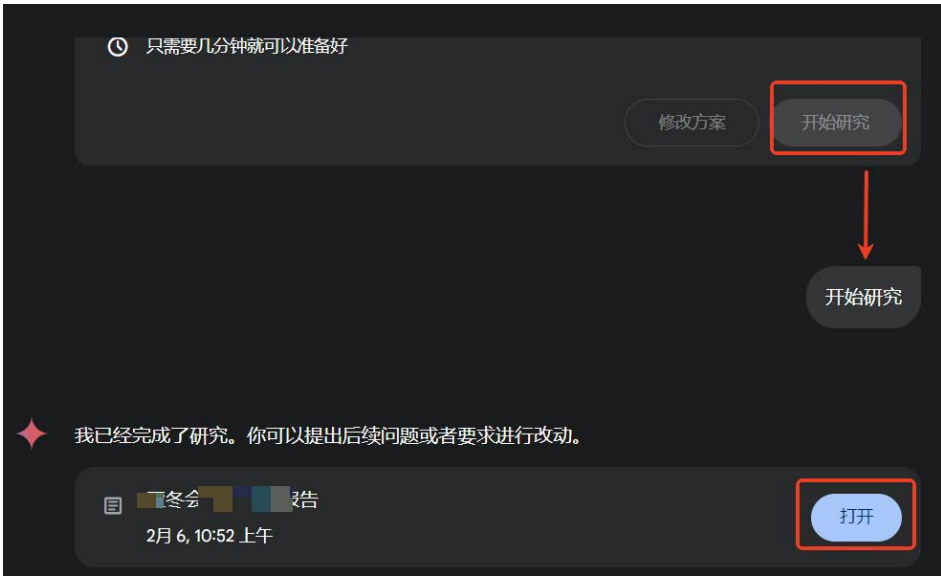 只需要几分钟就可以准备好
修改方案
开始研究
开始研究
我已经完成了研究。你可以提出后续问题或者要求进行改动。
冬会 报告
打开
2月 6, 10:52 上午